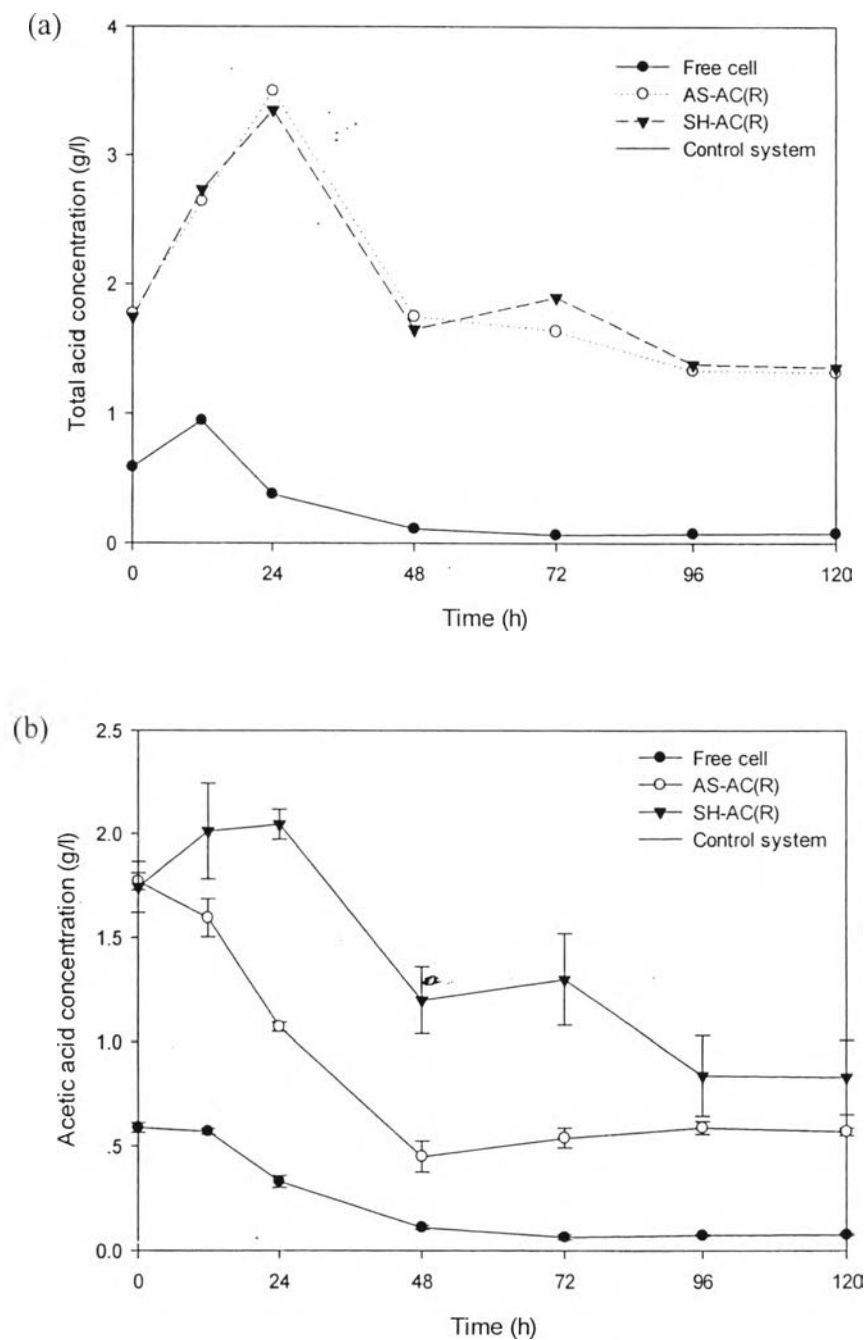 (a)
Total acid concentration (g/l)
4
3
2
1
0
Free cell
AS-AC(R)
SH-AC(R)
Control system
0 24 48 72 96 120
Time (h)
(b)
Acetic acid concentration (g/l)
2.5
2.0
1.5
1.0
.5
0.0
Free cell
AS-AC(R)
SH-AC(R)
Control system
0 24 48 72 96 120
Time (h)